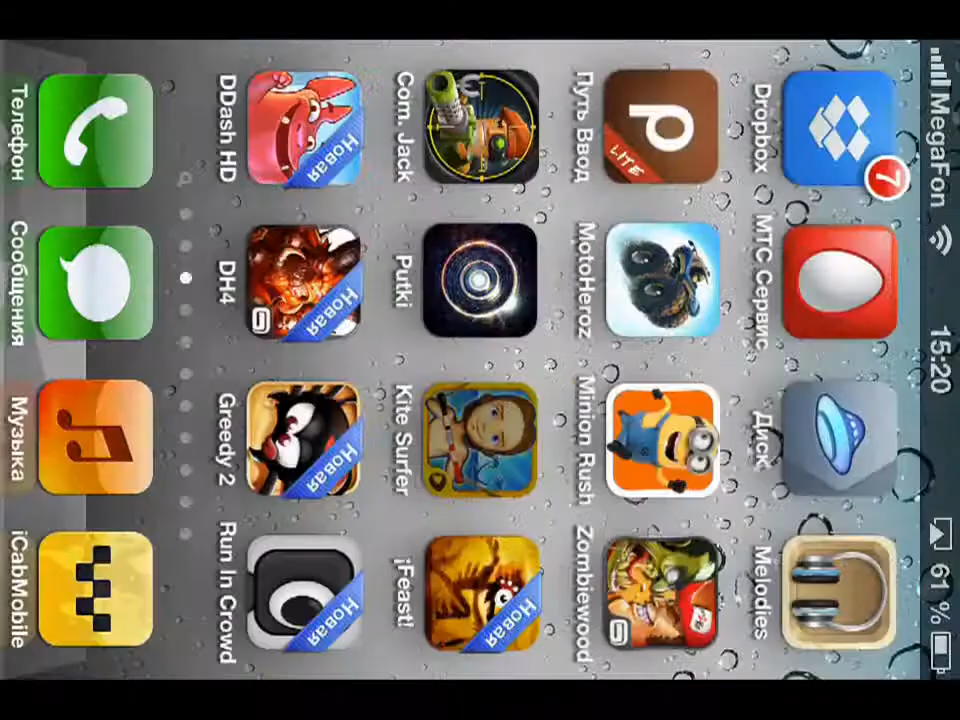 MegaFon 15:20 61 %
7
Dropbox МТС Сервис Диск Melodies
LITE
Путь Ввод MotoHeroz Minion Rush Zombiewood
Новая
Com. Jack Putki Kite Surfer ¡Feast!
Новая Новая Новая Новая
DDash HD DH4 Greedy 2 Run In Crowd
Телефон Сообщения Музыка iCabMobile